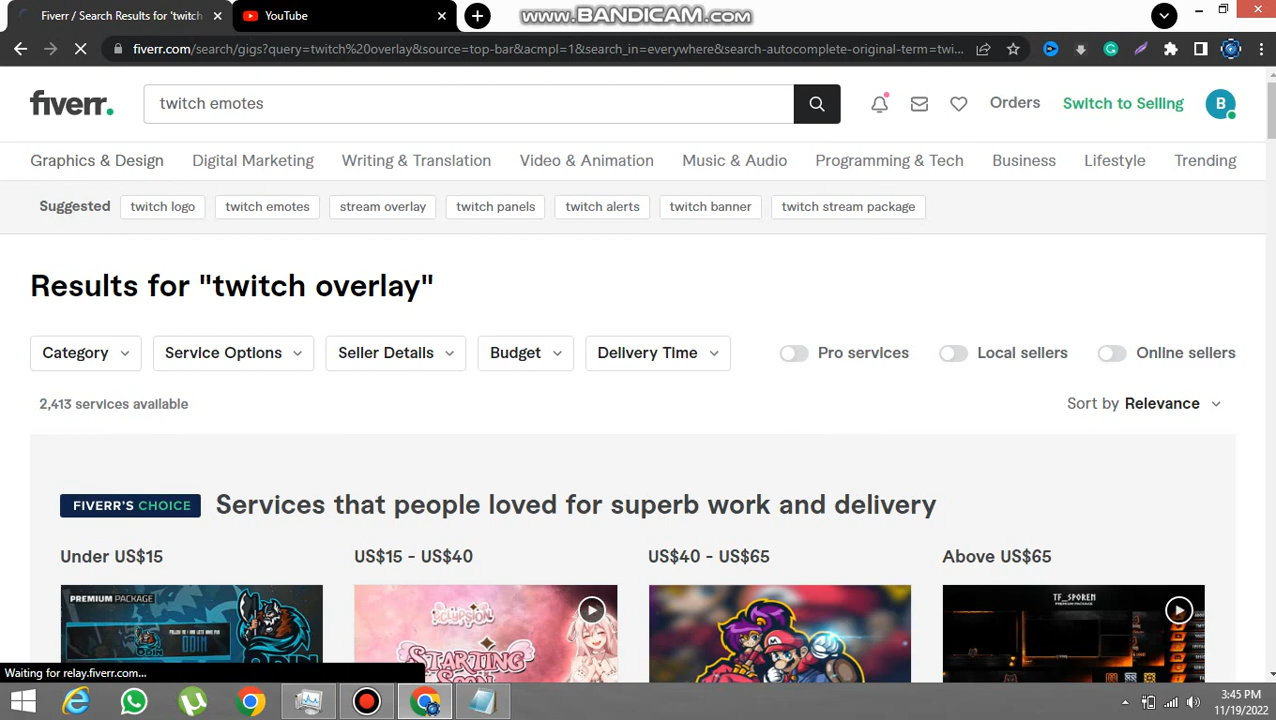 Fiverr / Search Results for 'twitch
YouTube
www.BANDICAM.com
fiverr.com/search/gigs?query=twitch%20overlay&source=top-bar&acmpl=1&search_in=everywhere&search-autocomplete-original-term=twi...
fiverr.
twitch emotes
Orders
Switch to Selling
B
Graphics & Design
Digital Marketing
Writing & Translation
Video & Animation
Music & Audio
Programming & Tech
Business
Lifestyle
Trending
Suggested
twitch logo
twitch emotes
stream overlay
twitch panels
twitch alerts
twitch banner
twitch stream package
Results for "twitch overlay"
Category
Service Options
Seller Details
Budget
Delivery Time
Pro services
Local sellers
Online sellers
2,413 services available
Sort by Relevance
FIVERR'S CHOICE
Services that people loved for superb work and delivery
Under US$15
US$15 - US$40
US$40 - US$65
Above US$65
PREMIUM PACKAGE
ODIN
STARTING
TF_SPOREM
PREMIUM PACKAGE
Waiting for relay.fiverr.com...
3:45 PM
11/19/2022